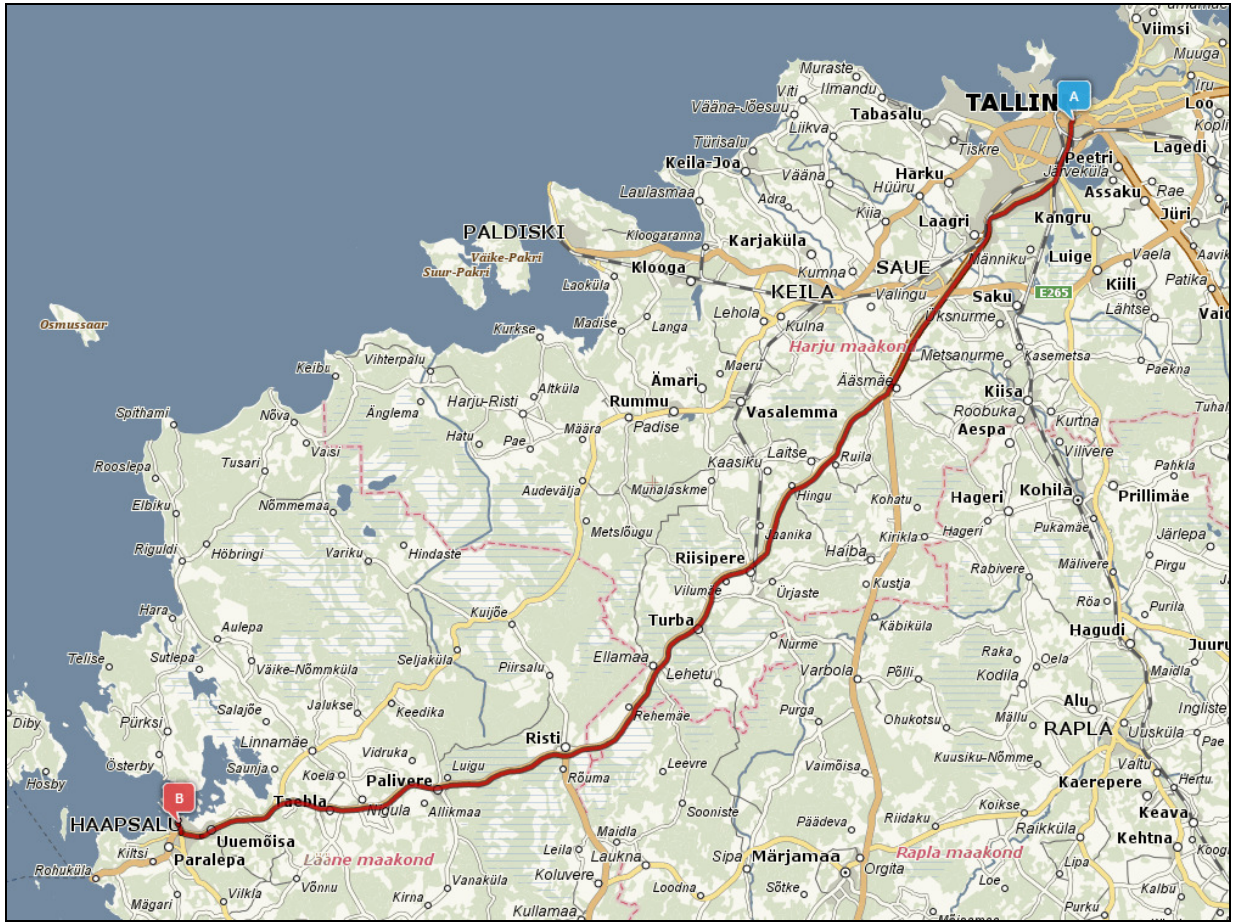 Viimsi
Muuga
Muraste
Viti
Ilmandu
Iru
Vääna-Jõesuu
TALLIN
A
Loo
Tabasalu
Liikva
Türisalu
Tiskre
Peetri
Lagedi
Keila-Joa
Järveküla
Vääna
Harku
Assaku
Rae
Laulasmaa
Hüüru
Adra
Jüri
Kiia
Laagri
Kangru
PALDISKI
Kloogaranna
Karjaküla
Väike-Pakri
Suur-Pakri
Klooga
Kumna
SAUE
Männiku
Luige
Vaela
Laoküla
KEILA
Valingu
Saku
E265
Kiili
Patika
Osmussaar
Madise
Langa
Lehola
Kulna
Üksnurme
Lähtse
Kurkse
Harju maakond
Metsanurme
Kasemetsa
Vihterpalu
Keibu
Maeru
Paekna
Altküla
Ämari
Ääsmäe
Kiisa
Änglema
Harju-Risti
Rummu
Vasalemma
Roobuka
Spithami
Nõva
Padise
Aespa
Kurtna
Hatu
Pae
Määra
Laitse
Vilivere
Vaisi
Rooslepa
Tusari
Kaasiku
Ruila
Pahkla
Audevälja
Munalaskme
Hingu
Kohatu
Hageri
Kohila
Prillimäe
Elbiku
Nõmmemaa
Metslõugu
Jaanika
Hageri
Pukamäe
Riguldi
Höbringi
Variku
Hindaste
Haiba
Kirikla
Järlepa
Riisipere
Mälivere
Pirgu
Vilumäe
Ürjaste
Kustja
Rabivere
Hara
Kuijõe
Röa
Purila
Turba
Käbiküla
Aulepa
Hagudi
Seljaküla
Nurme
Telise
Sutlepa
Väike-Nõmmküla
Piirsalu
Ellamaa
Raka
Oela
Lehetu
Varbola
Põlli
Kodila
Maidla
Pürksi
Salajõe
Jalukse
Keedika
Rehemäe
Purga
Alu
Diby
Ohukotsu
Mällu
RAPLA
Ingliste
Linnamäe
Risti
Uusküla
Pae
Österby
Saunja
Vidruka
Kuusiku-Nõmme
Hosby
Koela
Luigu
Rõuma
Leevre
Vaimõisa
Valtu
Palivere
Kaerepere
Hertu
B
Taebla
Nigula
Allikmaa
Sooniste
Koikse
Keava
HAAPSALU
Uuemõisa
Päädeva
Riidaku
Raikküla
Kehtna
Maidla
Kiltsi
Paralepa
Lääne maakond
Leila
Laukna
Sipa
Märjamaa
Rapla maakond
Lipa
Rohuküla
Orgita
Koluvere
Loodna
Vilkla
Võnnu
Kirna
Vanaküla
Sõtke
Loe
Kalbu
Mägari
Kullamaa
Purku